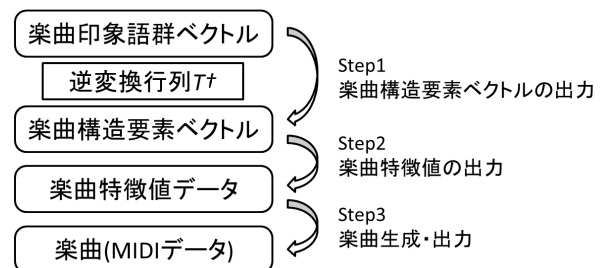 楽曲印象語群ベクトル
逆変換行列T†
楽曲構造要素ベクトル
楽曲特徴値データ
楽曲(MIDIデータ)
Step1
楽曲構造要素ベクトルの出力
Step2
楽曲特徴値の出力
Step3
楽曲生成・出力